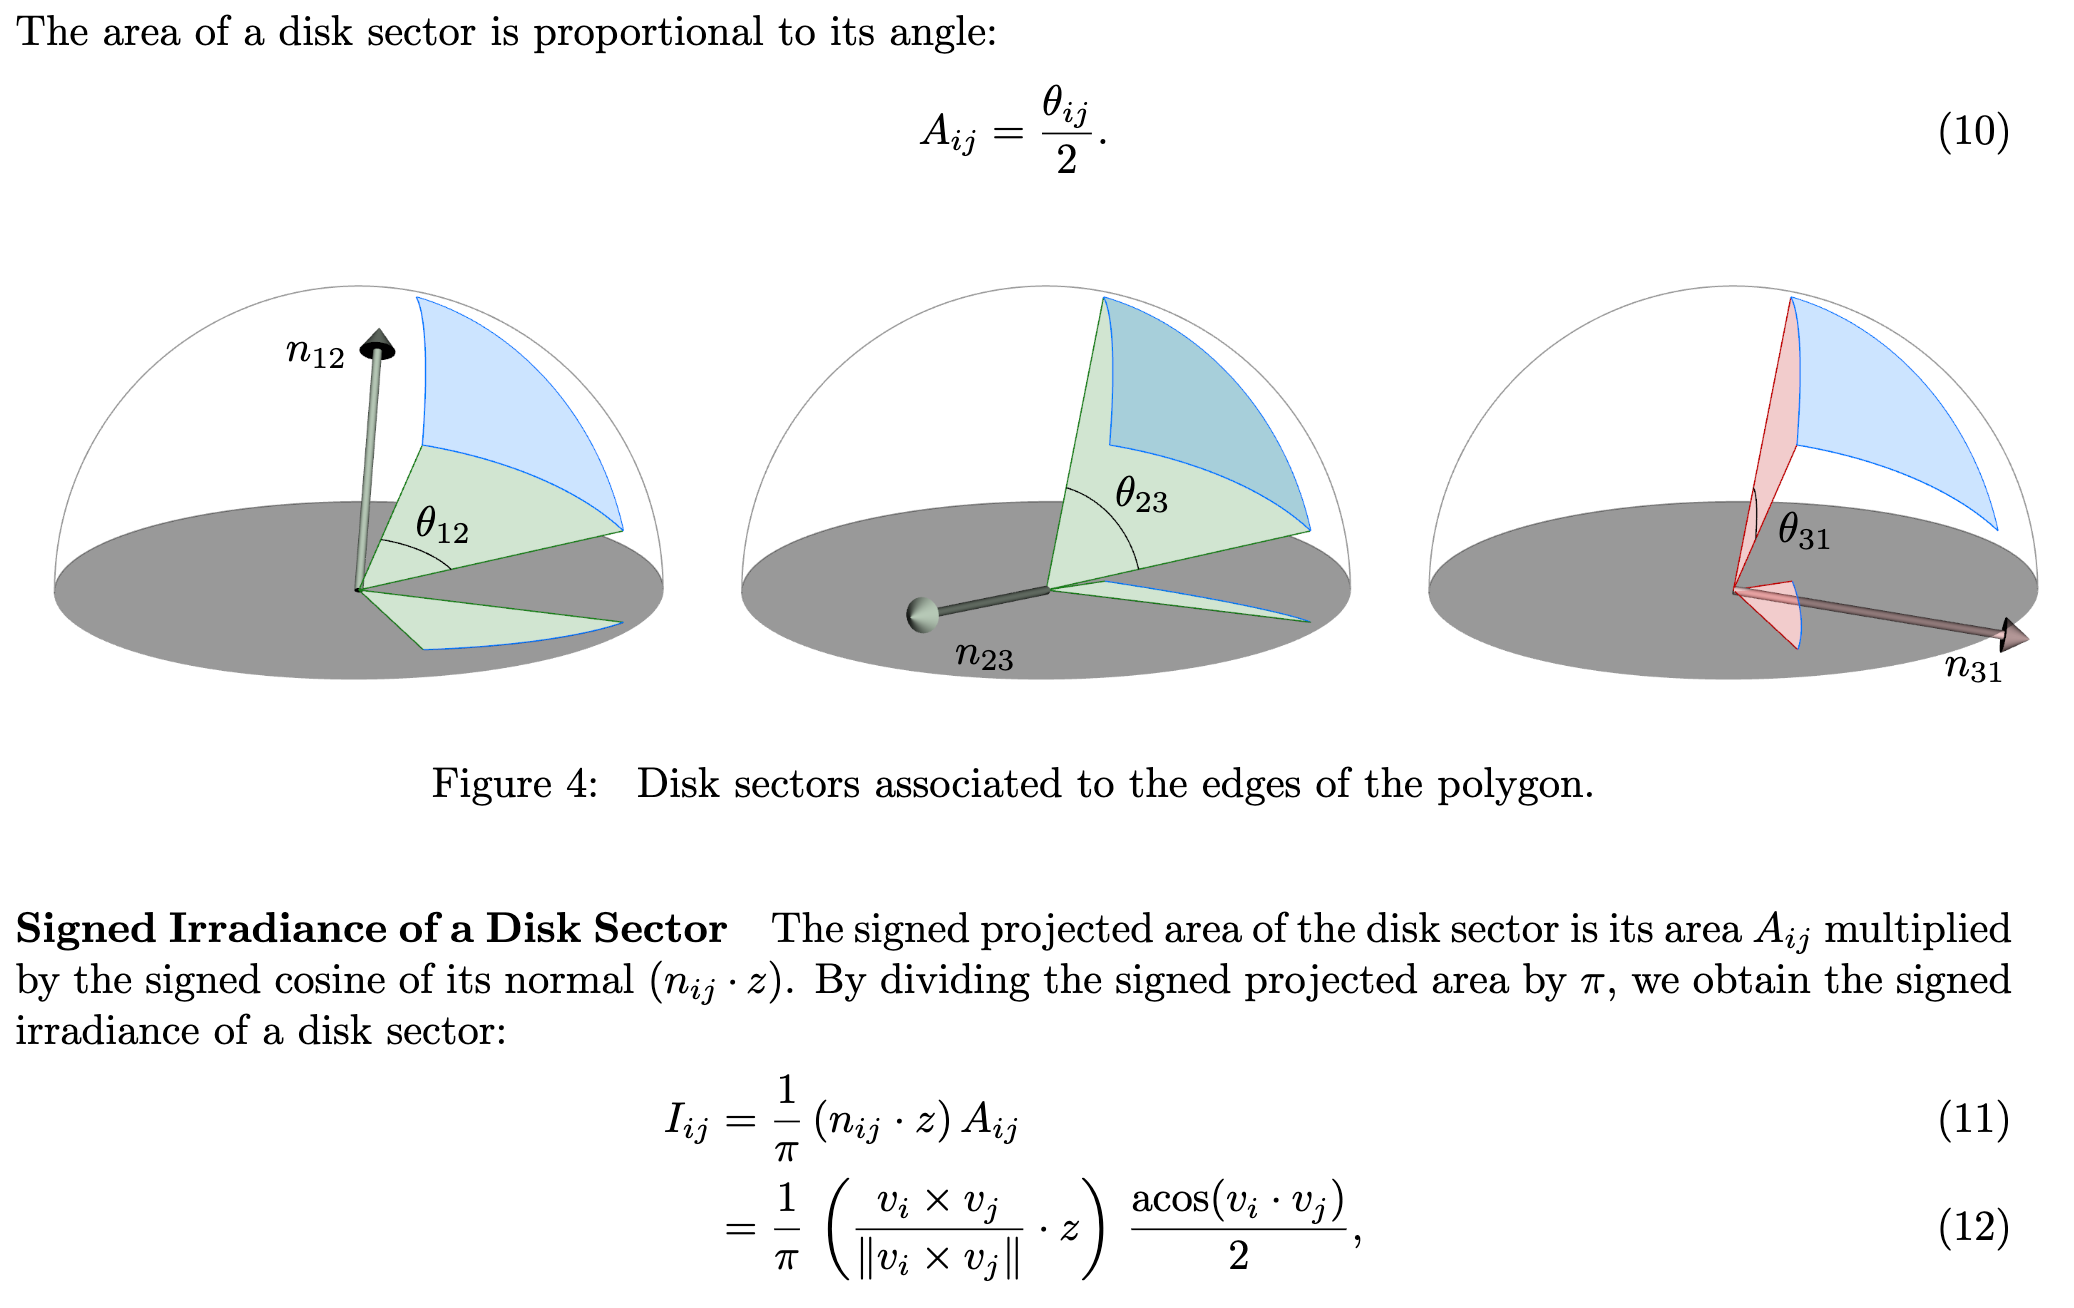 The area of a disk sector is proportional to its angle:
A_{ij} = \frac{\theta_{ij}}{2}. (10)
n_{12} \theta_{12} \theta_{23} n_{23} \theta_{31} n_{31}
Figure 4: Disk sectors associated to the edges of the polygon.
Signed Irradiance of a Disk Sector The signed projected area of the disk sector is its area A_{ij} multiplied
by the signed cosine of its normal (n_{ij} · z). By dividing the signed projected area by π, we obtain the signed
irradiance of a disk sector:
I_{ij} = \frac{1}{\pi} (n_{ij} \cdot z) A_{ij} (11)
= \frac{1}{\pi} \left( \frac{v_i \times v_j}{\|v_i \times v_j\|} \cdot z \right) \frac{\operatorname{acos}(v_i \cdot v_j)}{2}, (12)